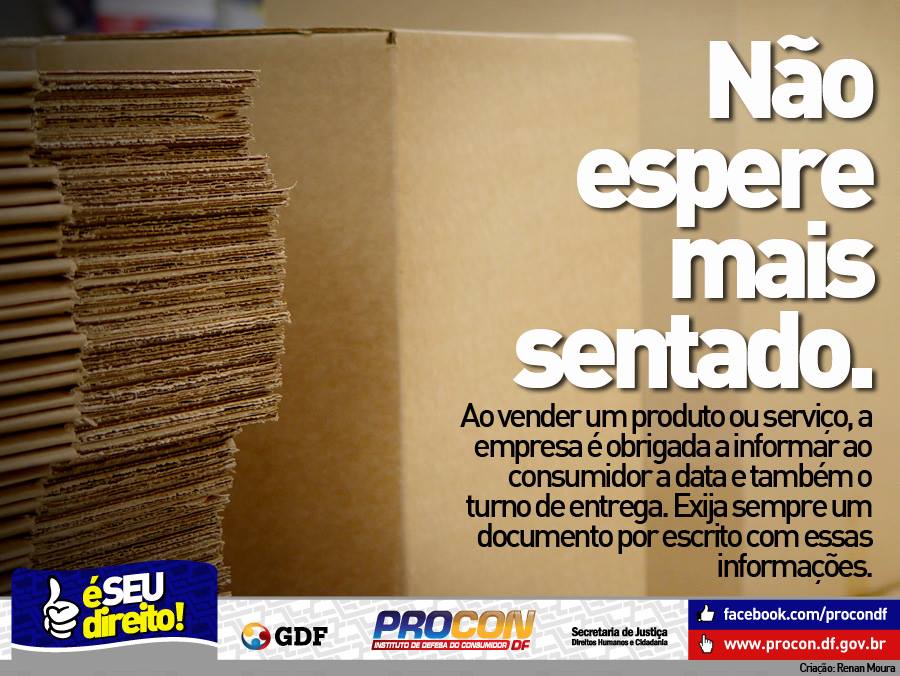 Não
espere
mais
sentado.
Ao vender um produto ou serviço, a
empresa é obrigada a informar ao
consumidor a data e também o
turno de entrega. Exija sempre um
documento por escrito com essas
informações.
é SEU
direito!
GDF
PROCON
INSTITUTO DE DEFESA DO CONSUMIDOR DF
Secretaria de Justiça
Direitos Humanos e Cidadania
facebook.com/procondf
www.procon.df.gov.br
Criação: Renan Moura